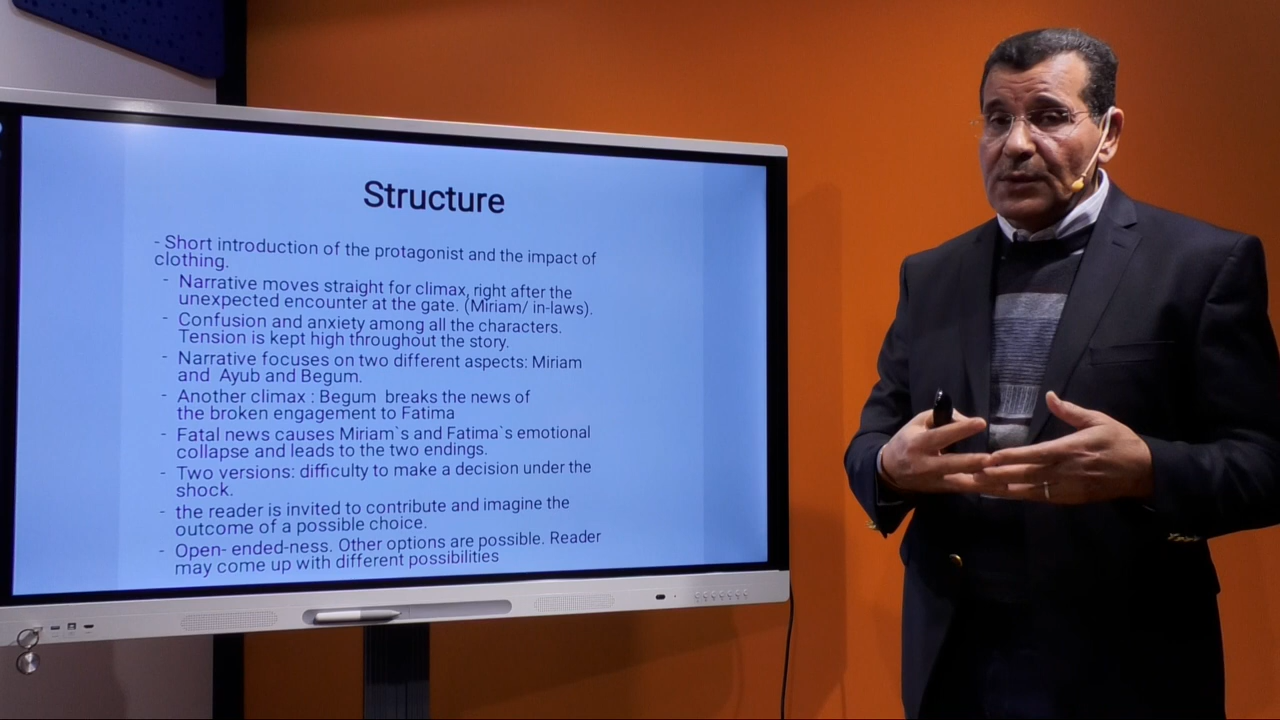 Structure
- Short introduction of the protagonist and the impact of
clothing.
- Narrative moves straight for climax, right after the
unexpected encounter at the gate. (Miriam/ in-laws).
- Confusion and anxiety among all the characters.
Tension is kept high throughout the story.
- Narrative focuses on two different aspects: Miriam
and Ayub and Begum.
- Another climax : Begum breaks the news of
the broken engagement to Fatima
- Fatal news causes Miriam`s and Fatima`s emotional
collapse and leads to the two endings.
- Two versions: difficulty to make a decision under the
shock.
- the reader is invited to contribute and imagine the
outcome of a possible choice.
- Open- ended-ness. Other options are possible. Reader
may come up with different possibilities